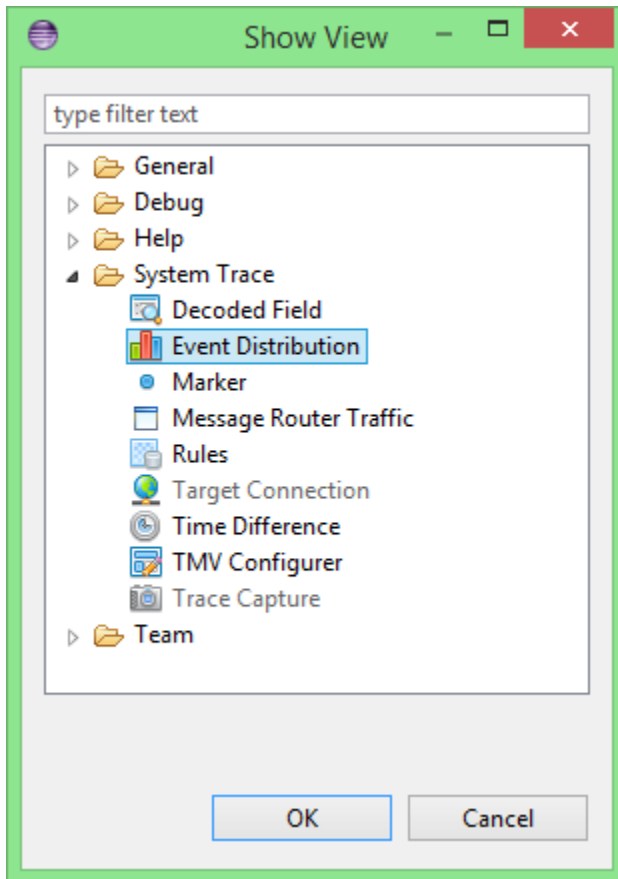 Show View
type filter text
General
Debug
Help
System Trace
Decoded Field
Event Distribution
Marker
Message Router Traffic
Rules
Target Connection
Time Difference
TMV Configurer
Trace Capture
Team
OK Cancel